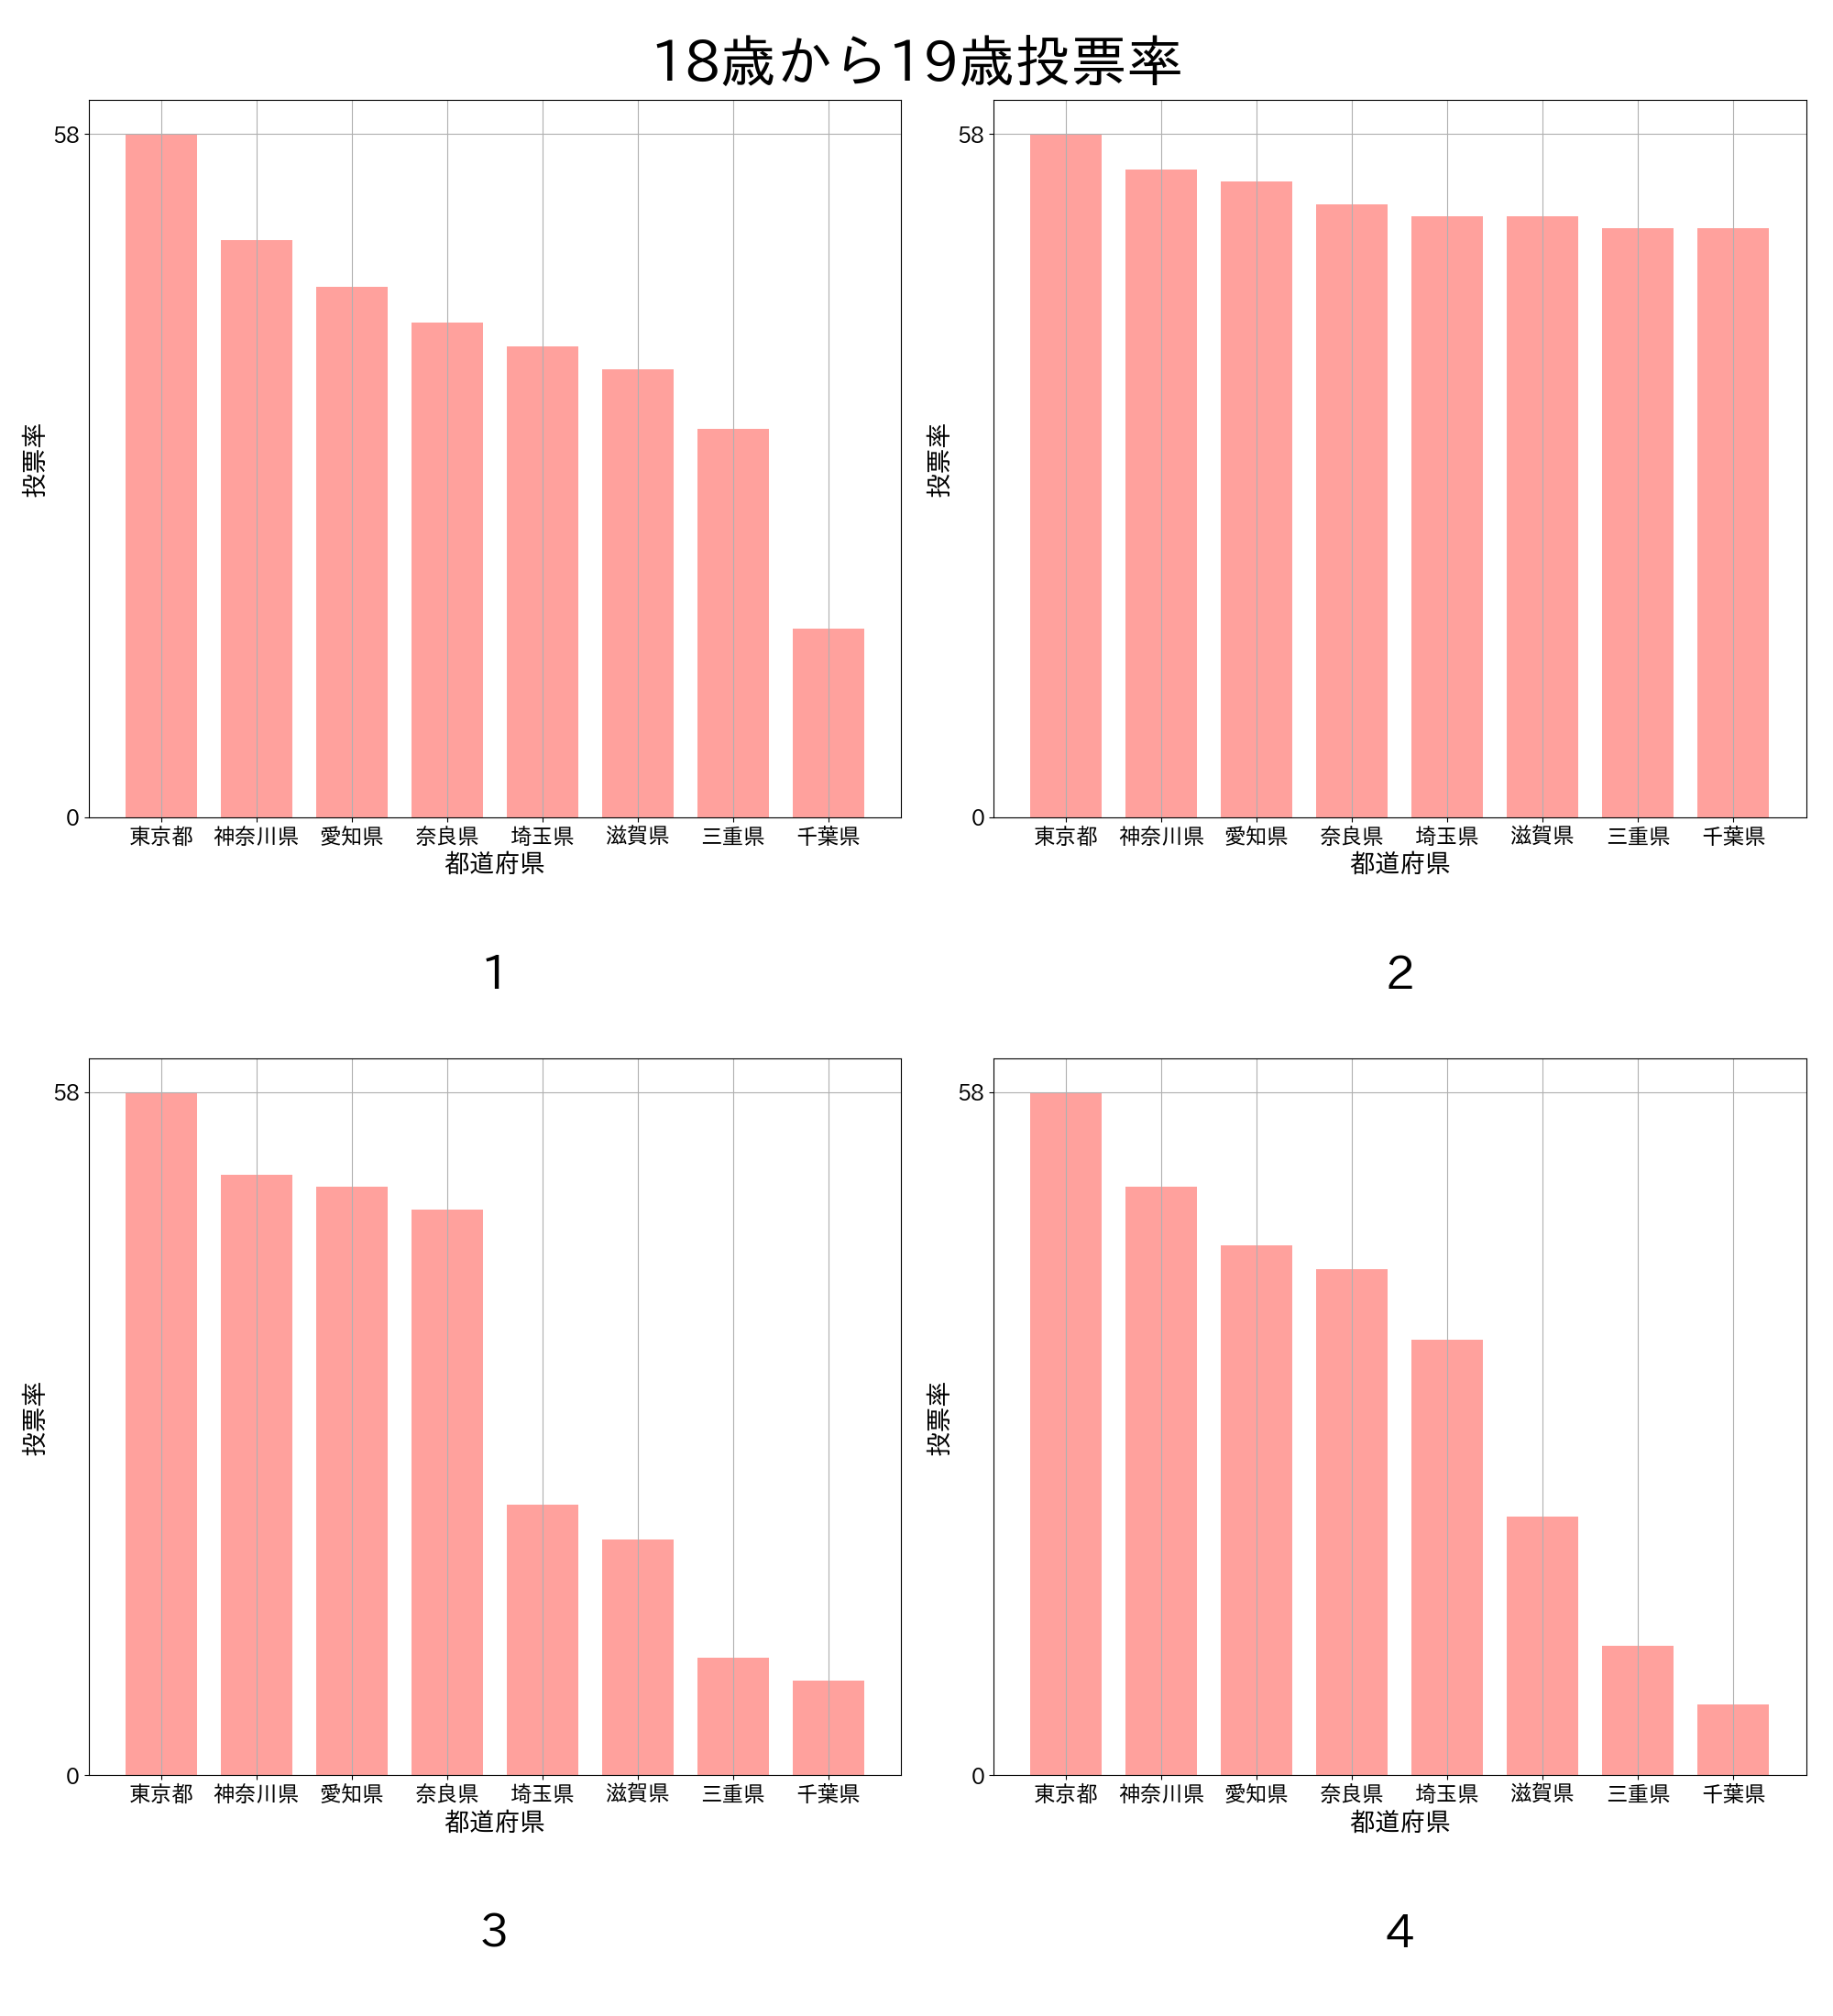 18歳から19歳投票率
58
0
投票率
東京都 神奈川県 愛知県 奈良県 埼玉県 滋賀県 三重県 千葉県
都道府県
1
58
0
投票率
東京都 神奈川県 愛知県 奈良県 埼玉県 滋賀県 三重県 千葉県
都道府県
2
58
0
投票率
東京都 神奈川県 愛知県 奈良県 埼玉県 滋賀県 三重県 千葉県
都道府県
3
58
0
投票率
東京都 神奈川県 愛知県 奈良県 埼玉県 滋賀県 三重県 千葉県
都道府県
4